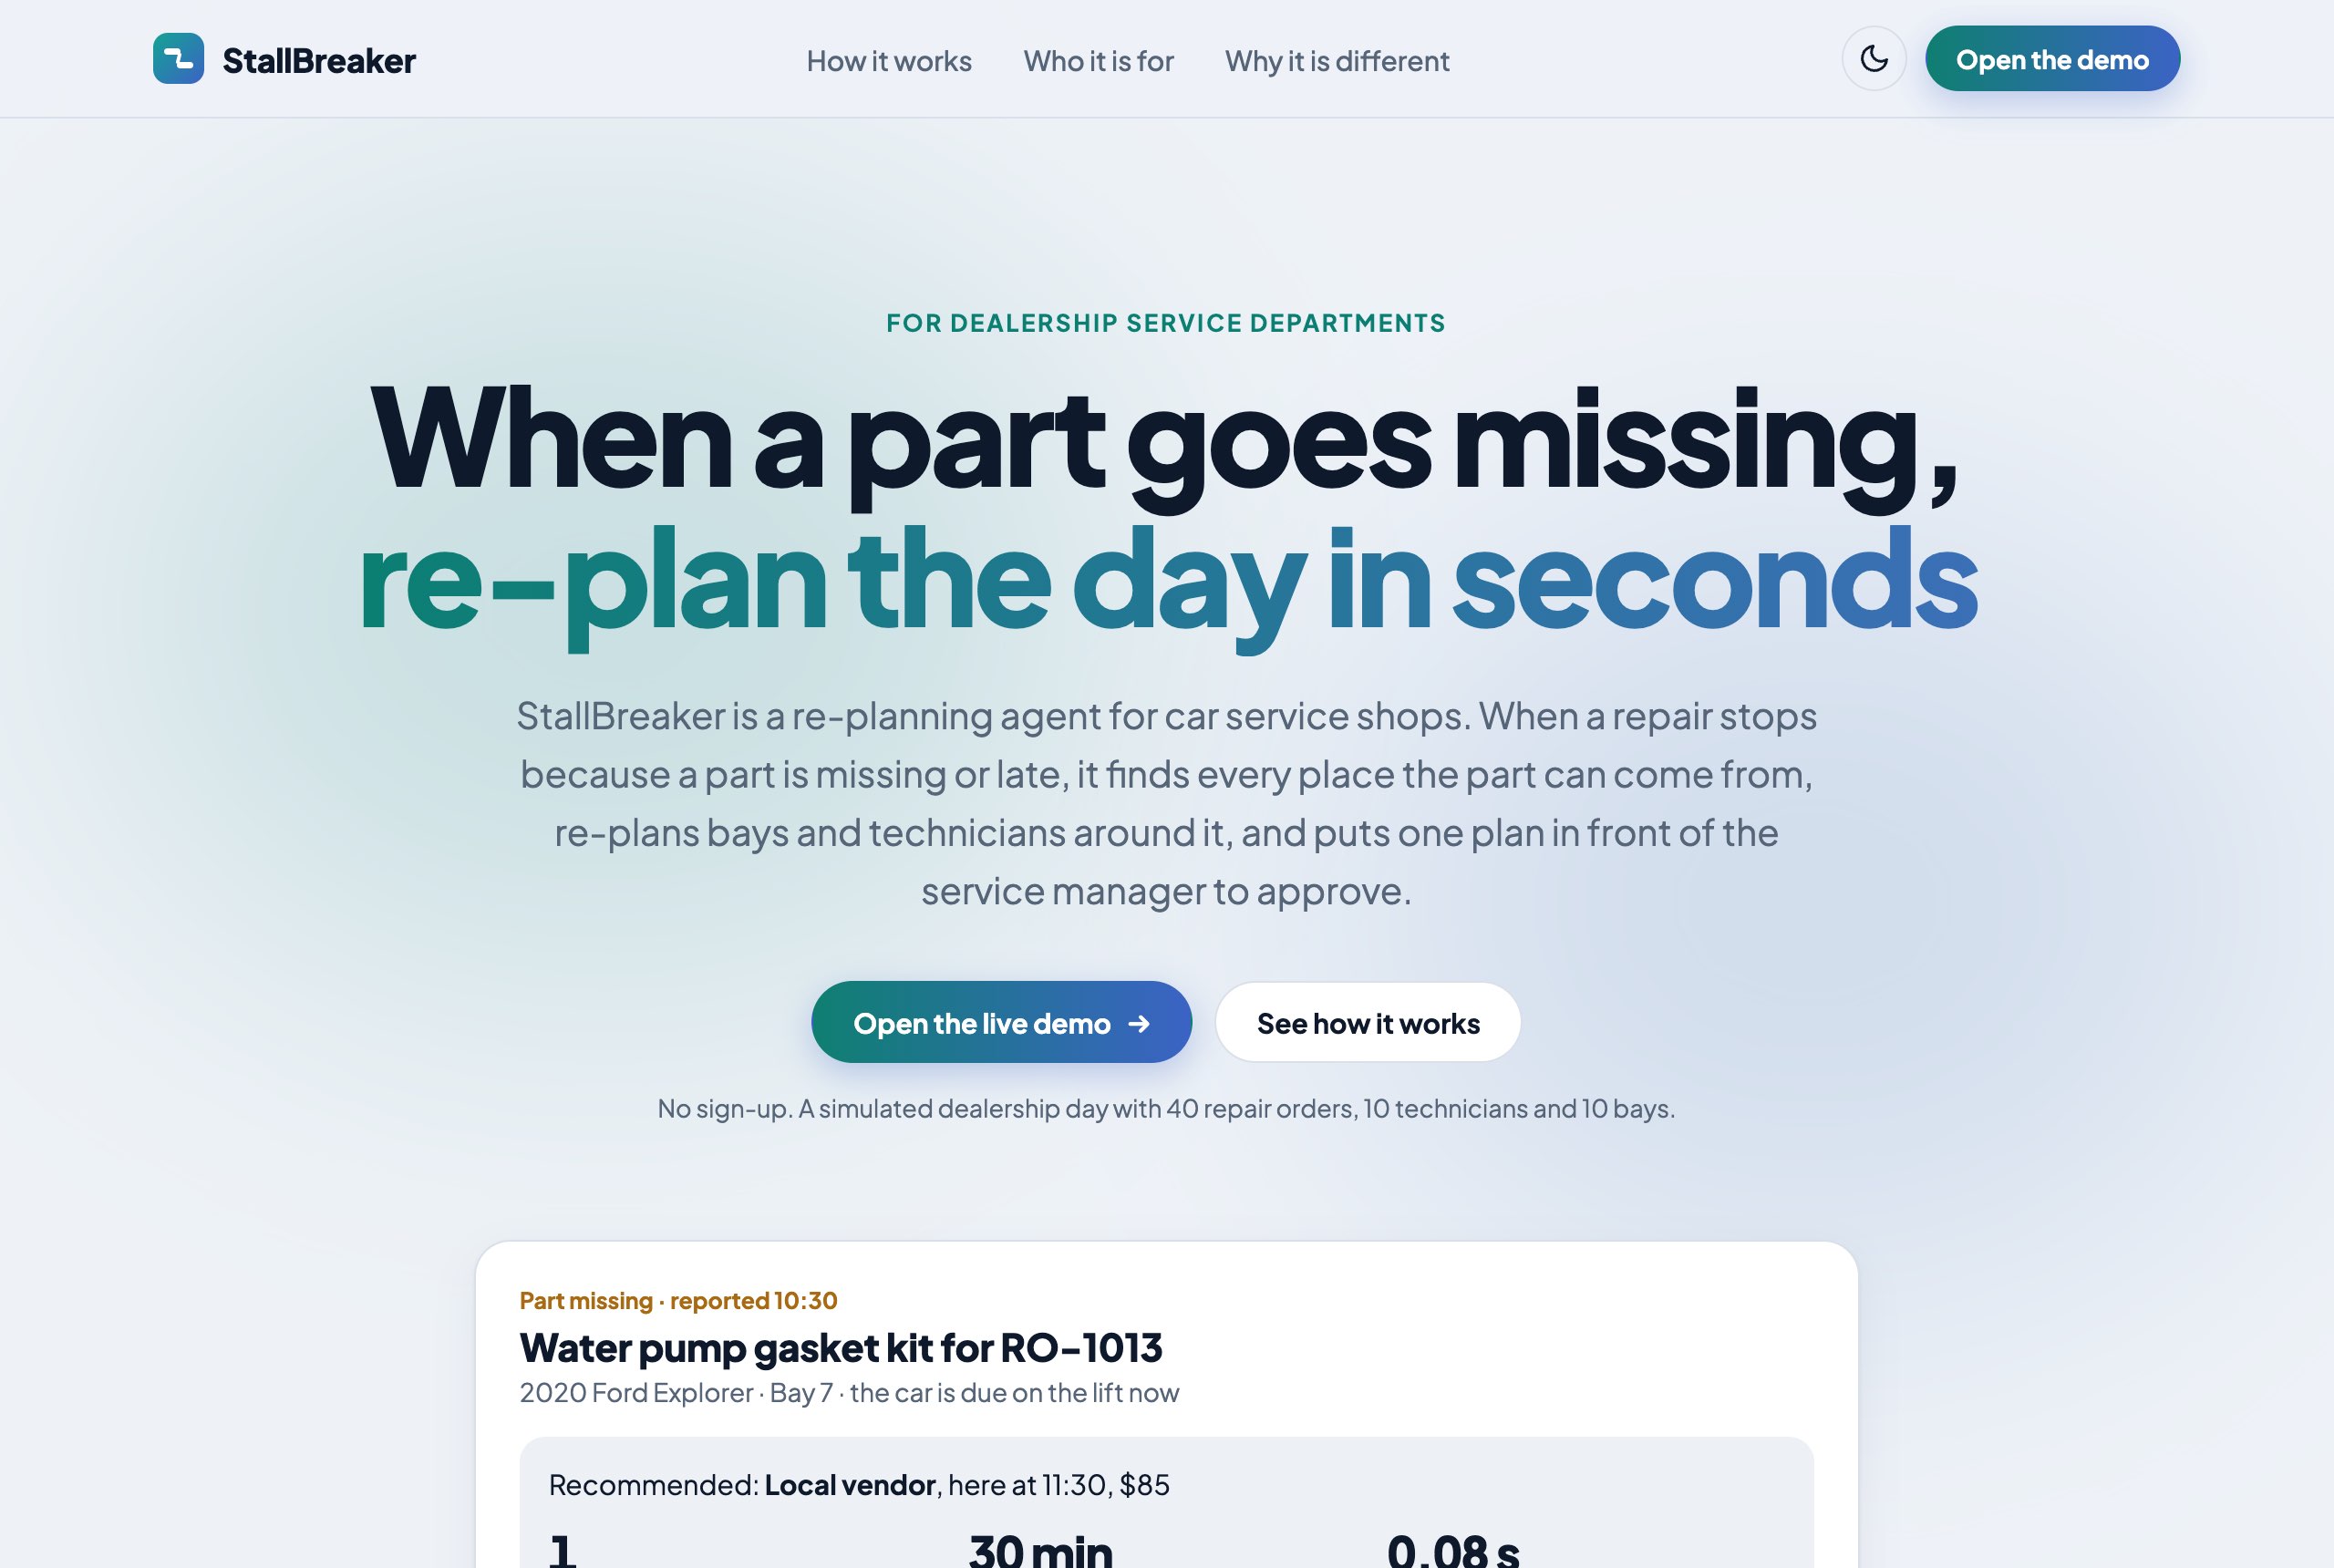 StallBreaker
How it works
Who it is for
Why it is different
Open the demo
FOR DEALERSHIP SERVICE DEPARTMENTS
When a part goes missing,
re-plan the day in seconds
StallBreaker is a re-planning agent for car service shops. When a repair stops
because a part is missing or late, it finds every place the part can come from,
re-plans bays and technicians around it, and puts one plan in front of the
service manager to approve.
Open the live demo →
See how it works
No sign-up. A simulated dealership day with 40 repair orders, 10 technicians and 10 bays.
Part missing · reported 10:30
Water pump gasket kit for RO-1013
2020 Ford Explorer · Bay 7 · the car is due on the lift now
Recommended: Local vendor, here at 11:30, $85
1
30 min
0.08 s